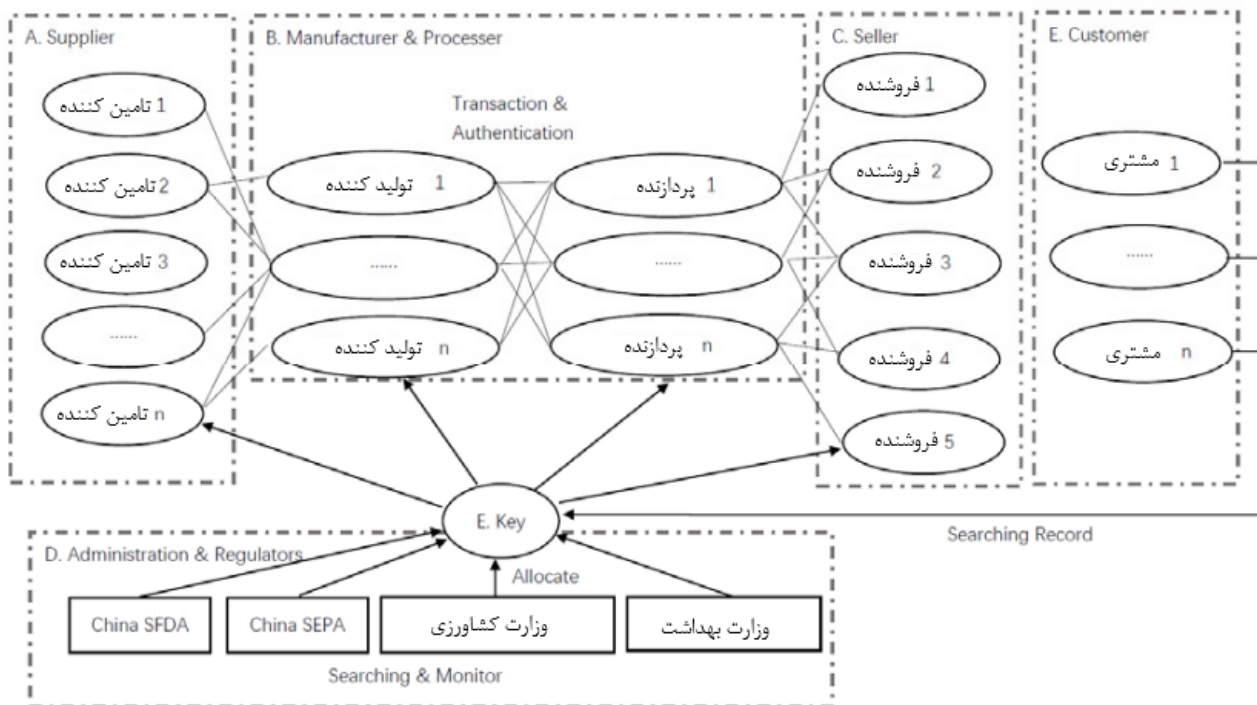 A. Supplier
تامین کننده 1
تامین کننده 2
تامین کننده 3
......
تامین کننده n
B. Manufacturer & Processer
Transaction &
Authentication
تولید کننده 1
......
تولید کننده n
پردازنده 1
......
پردازنده n
C. Seller
فروشنده 1
فروشنده 2
فروشنده 3
فروشنده 4
فروشنده 5
E. Customer
مشتری 1
......
مشتری n
E. Key
Searching Record
D. Administration & Regulators
Allocate
China SFDA
China SEPA
وزارت کشاورزی
وزارت بهداشت
Searching & Monitor